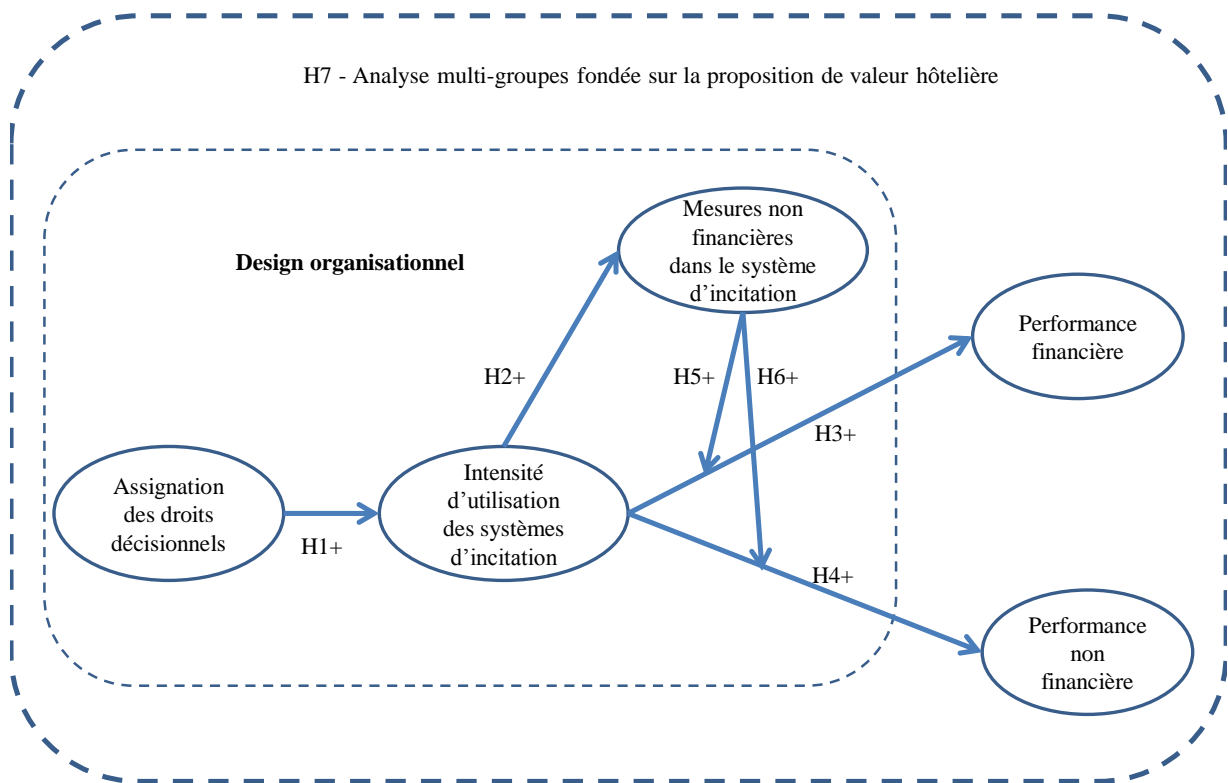 H7 - Analyse multi-groupes fondée sur la proposition de valeur hôtelière
Mesures non
financières
dans le système
d’incitation
Design organisationnel
Performance
financière
H2+
H5+
H6+
H3+
Assignation
des droits
décisionnels
H1+
Intensité
d’utilisation
des systèmes
d’incitation
H4+
Performance
non
financière